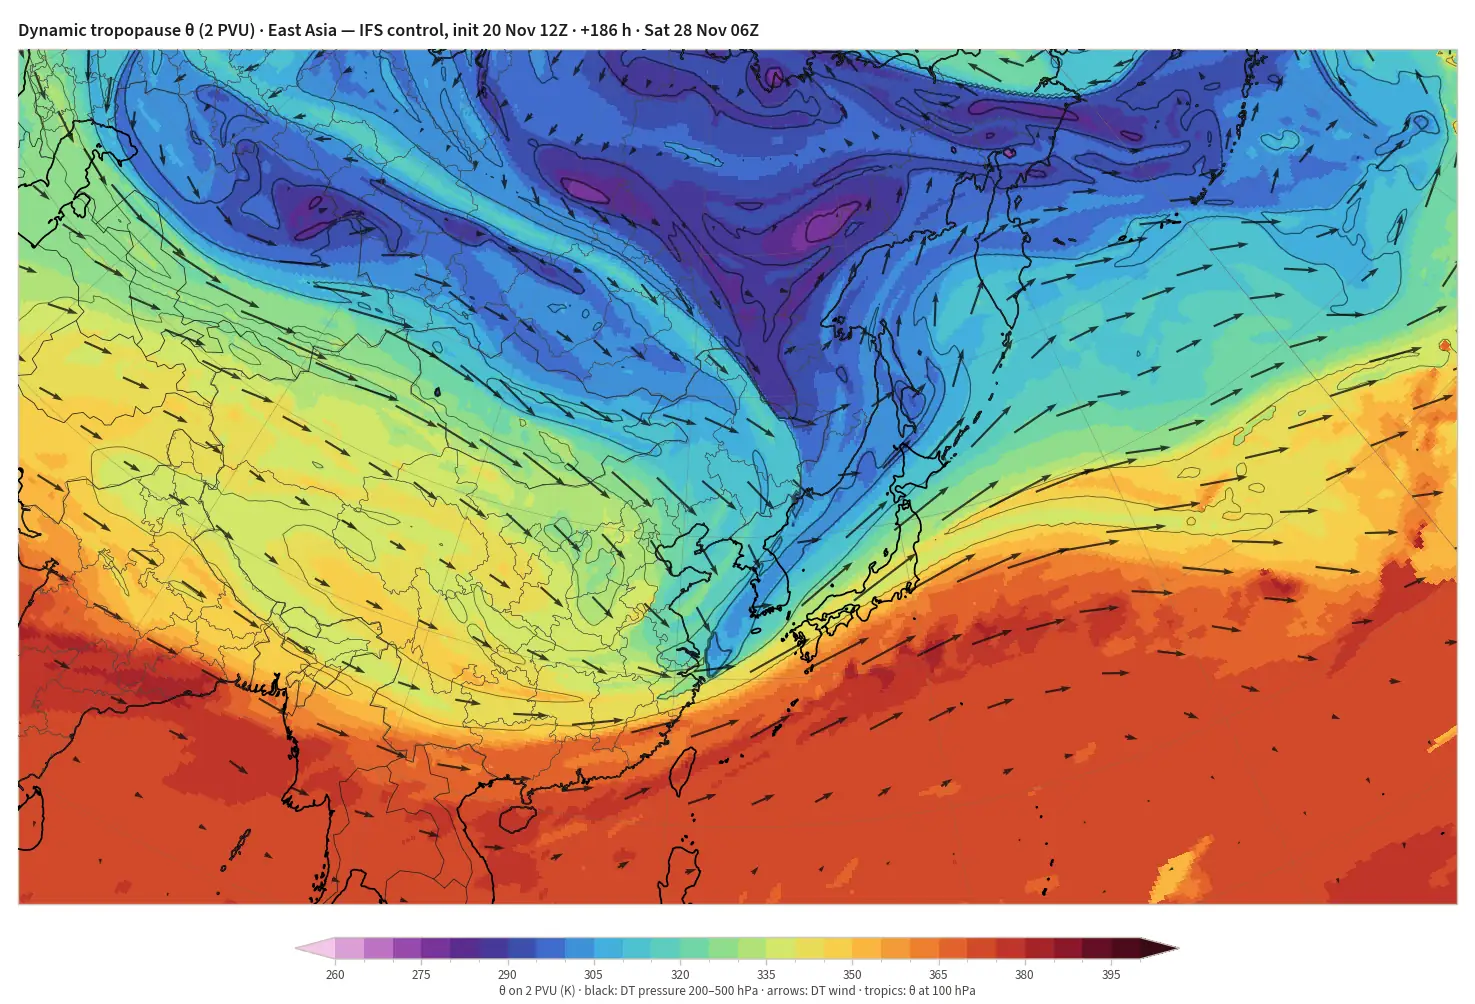 Dynamic tropopause θ (2 PVU) · East Asia — IFS control, init 20 Nov 12Z · +186 h · Sat 28 Nov 06Z
260 275 290 305 320 335 350 365 380 395
θ on 2 PVU (K) · black: DT pressure 200–500 hPa · arrows: DT wind · tropics: θ at 100 hPa